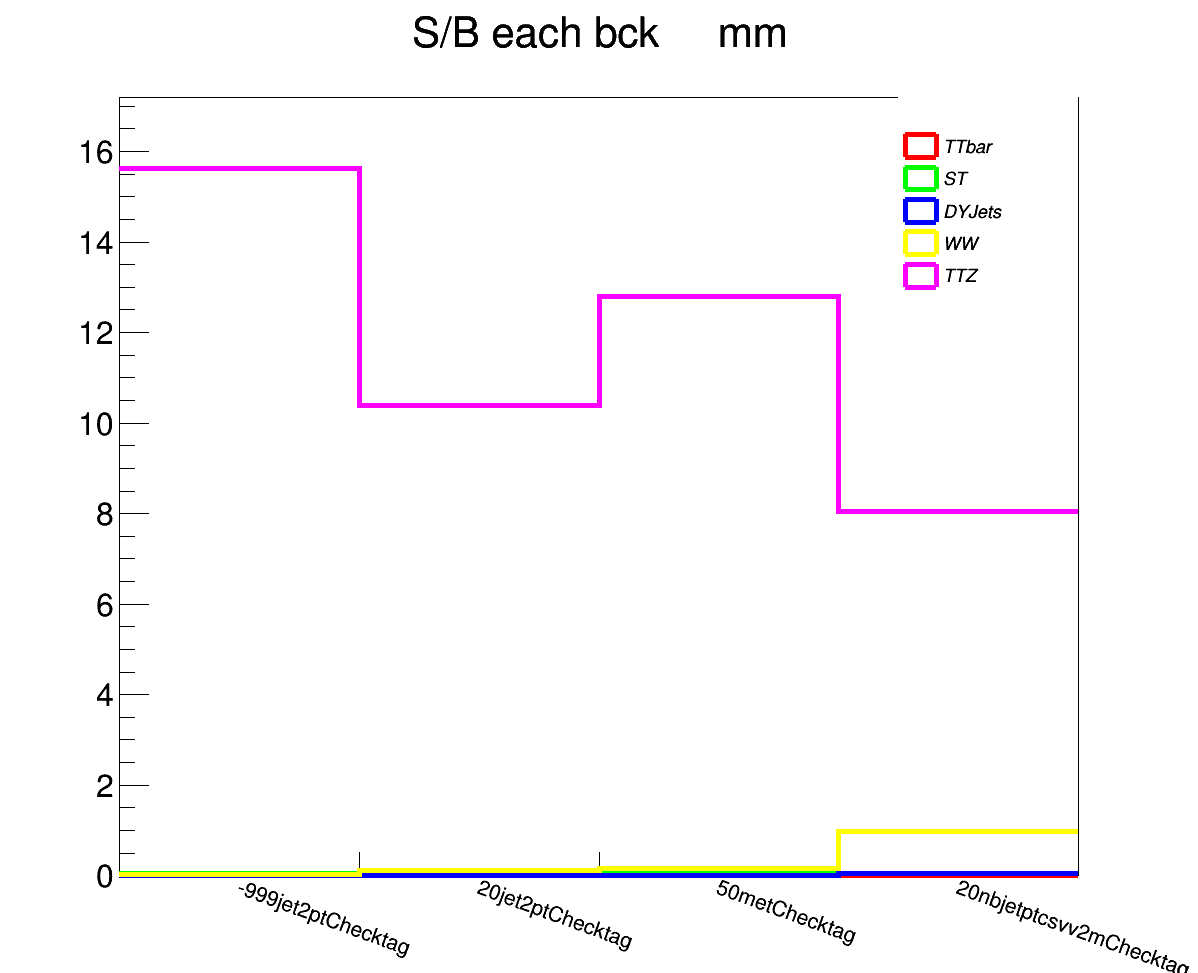 S/B each bck mm
TTbar
ST
DYJets
WW
TTZ
16
14
12
10
8
6
4
2
0
-999jet2ptChecktag
20jet2ptChecktag
50metChecktag
20nbjetptcsvv2mChecktag